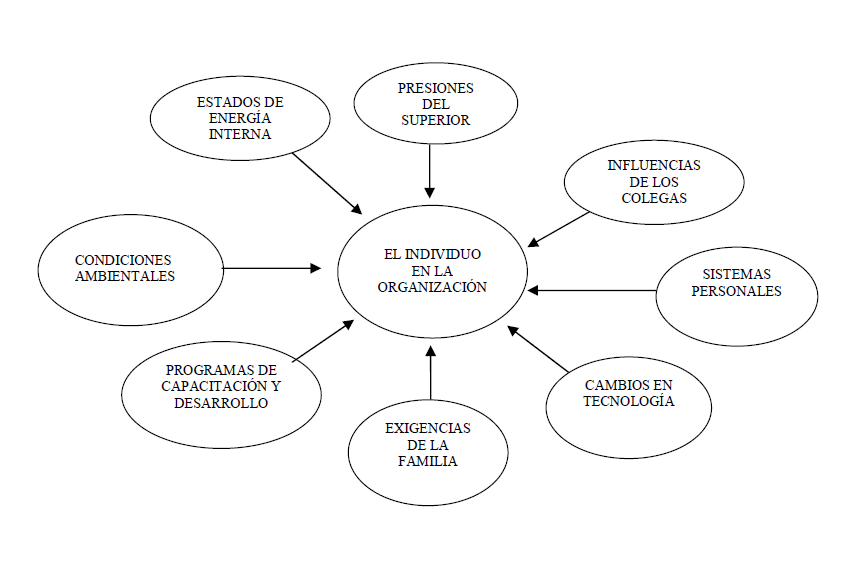 ESTADOS DE
ENERGÍA
INTERNA
PRESIONES
DEL
SUPERIOR
INFLUENCIAS
DE LOS
COLEGAS
CONDICIONES
AMBIENTALES
EL INDIVIDUO
EN LA
ORGANIZACIÓN
SISTEMAS
PERSONALES
PROGRAMAS DE
CAPACITACIÓN Y
DESARROLLO
EXIGENCIAS
DE LA
FAMILIA
CAMBIOS EN
TECNOLOGÍA